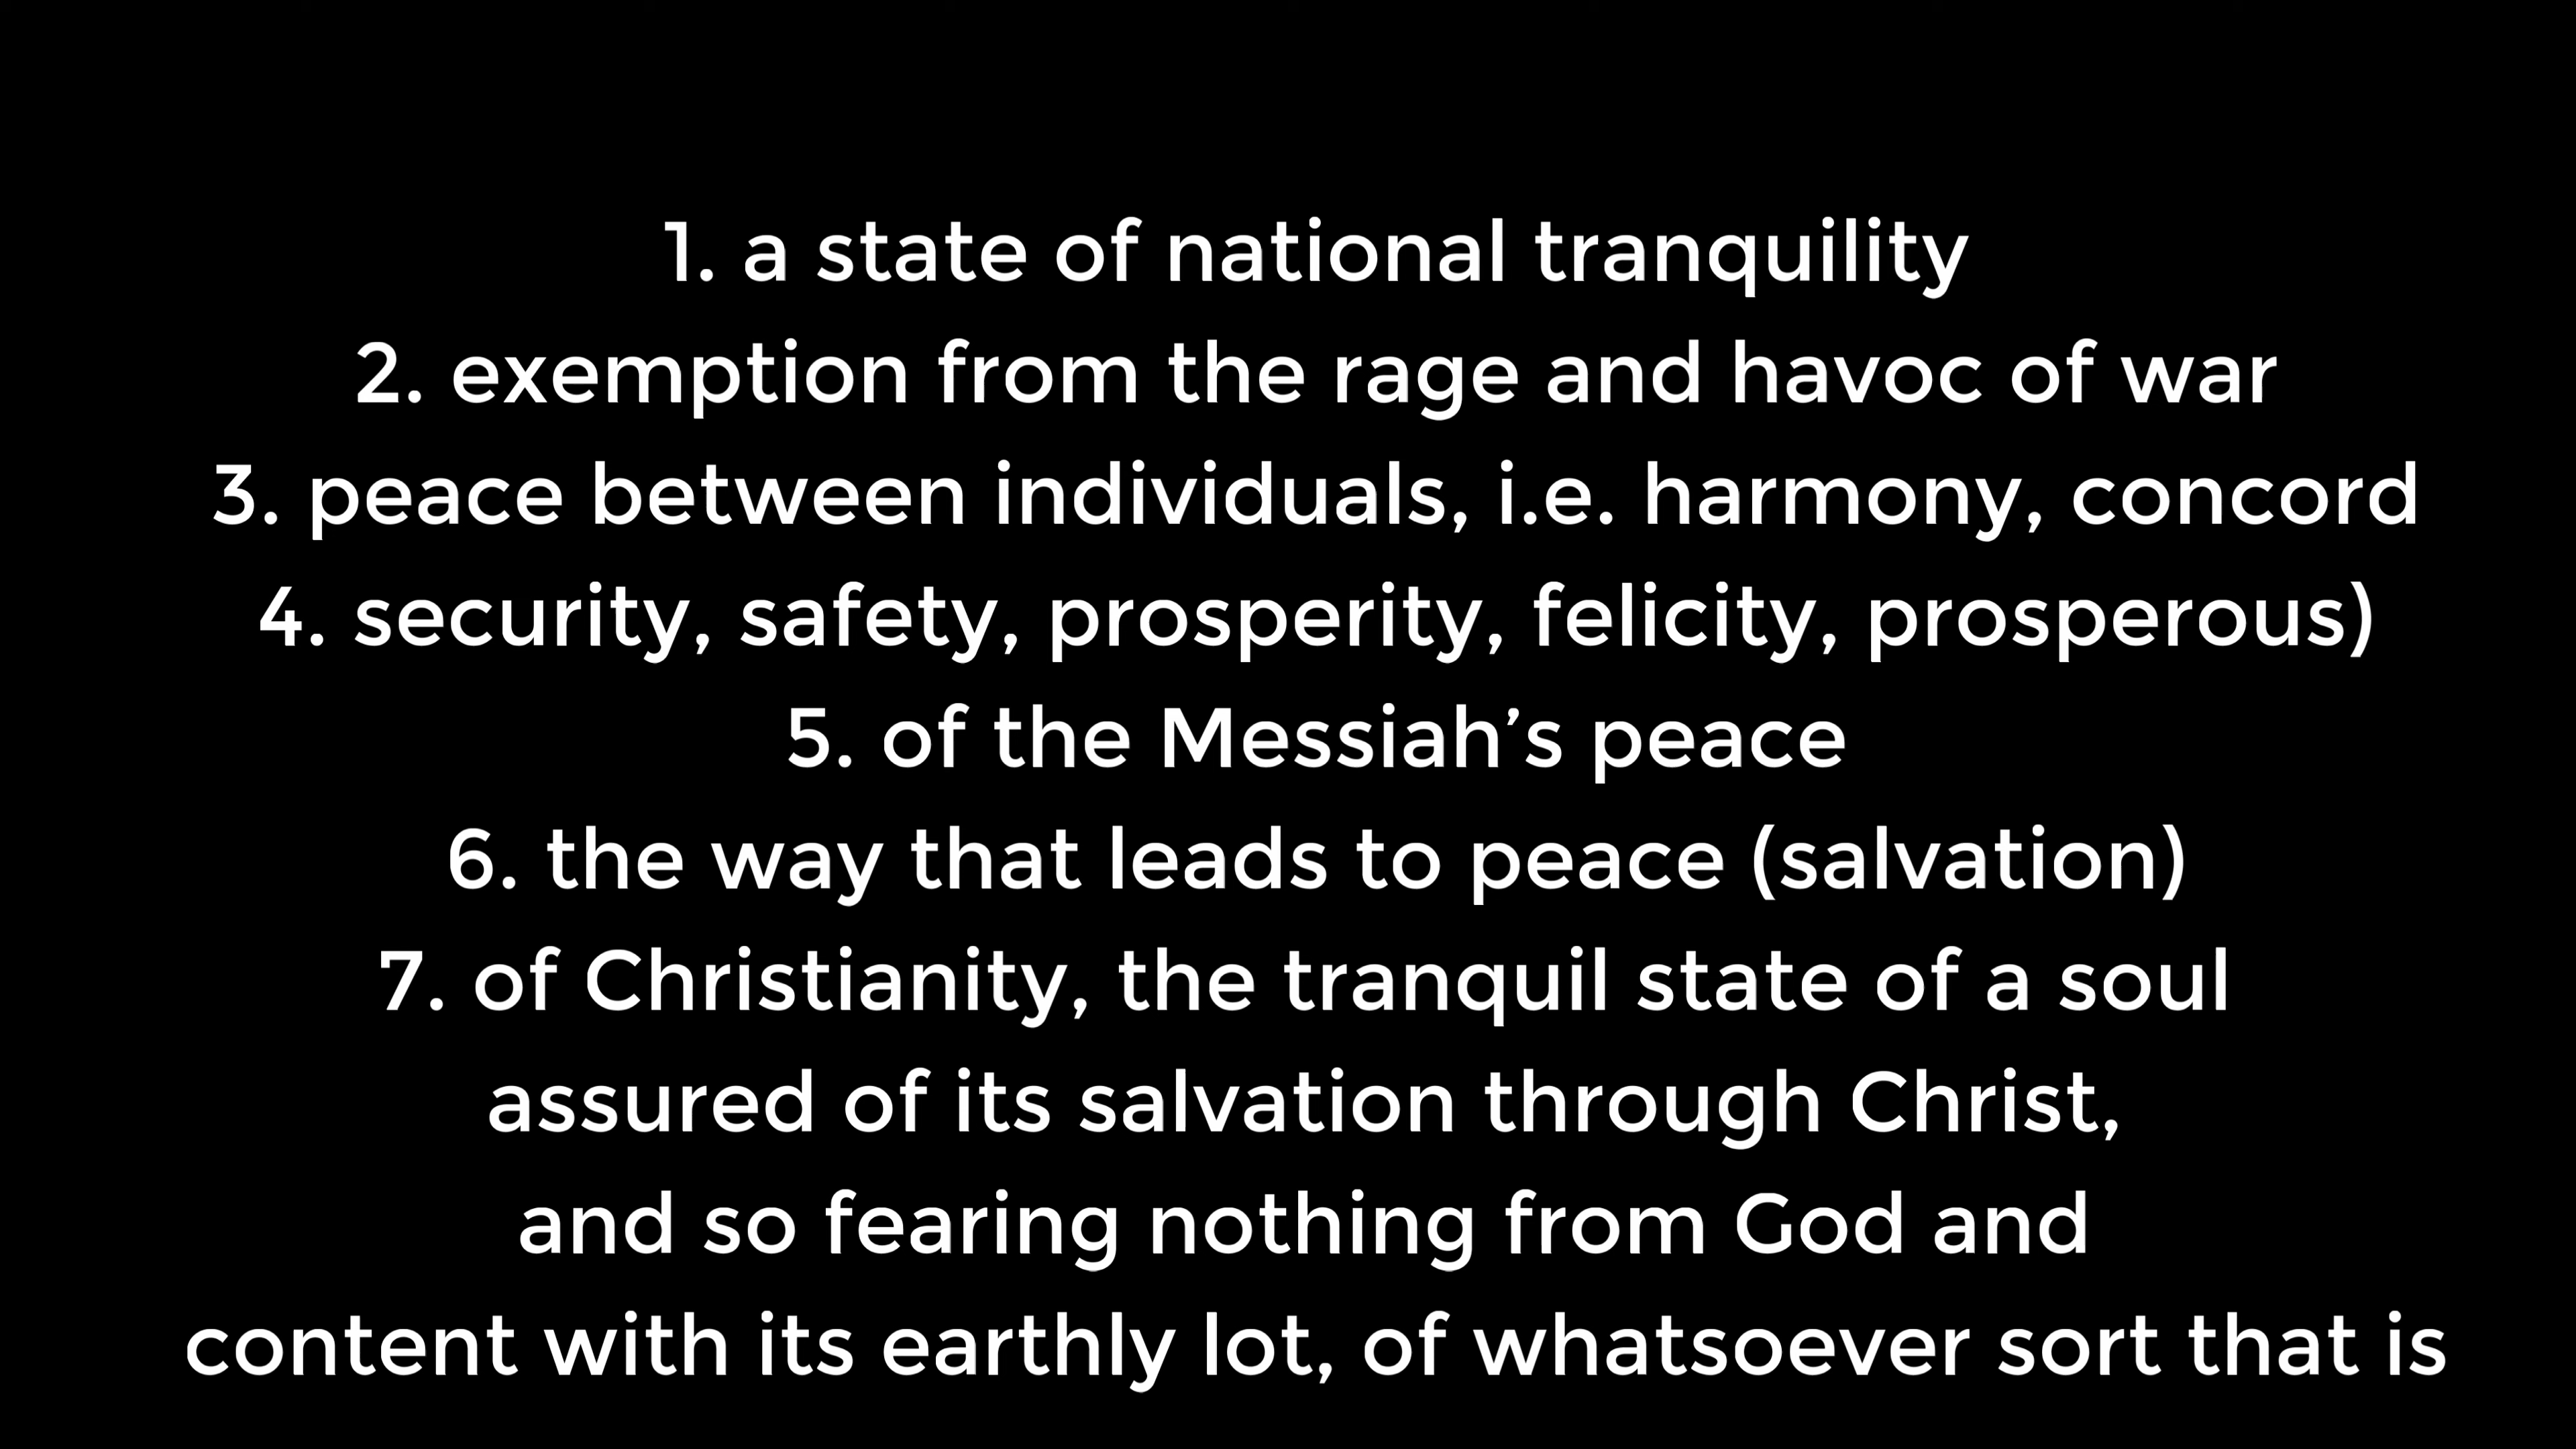 1. a state of national tranquility
2. exemption from the rage and havoc of war
3. peace between individuals, i.e. harmony, concord
4. security, safety, prosperity, felicity, prosperous)
5. of the Messiah’s peace
6. the way that leads to peace (salvation)
7. of Christianity, the tranquil state of a soul
assured of its salvation through Christ,
and so fearing nothing from God and
content with its earthly lot, of whatsoever sort that is